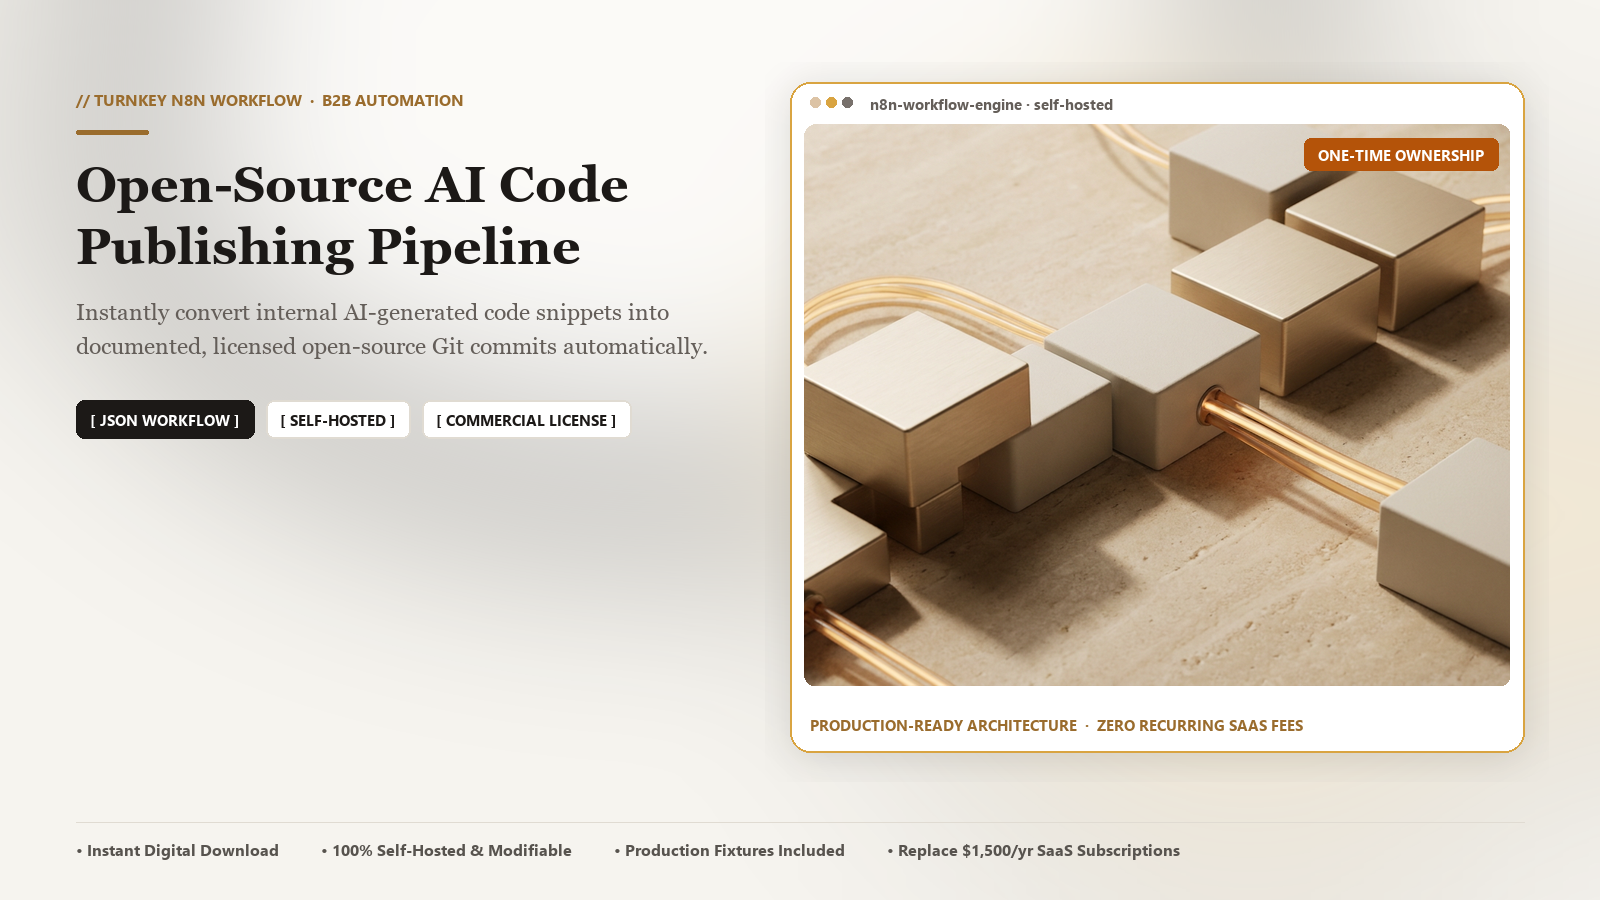 // TURNKEY N8N WORKFLOW · B2B AUTOMATION
Open-Source AI Code
Publishing Pipeline
Instantly convert internal AI-generated code snippets into
documented, licensed open-source Git commits automatically.
[ JSON WORKFLOW ] [ SELF-HOSTED ] [ COMMERCIAL LICENSE ]
n8n-workflow-engine · self-hosted
ONE-TIME OWNERSHIP
PRODUCTION-READY ARCHITECTURE · ZERO RECURRING SAAS FEES
• Instant Digital Download • 100% Self-Hosted & Modifiable • Production Fixtures Included • Replace $1,500/yr SaaS Subscriptions